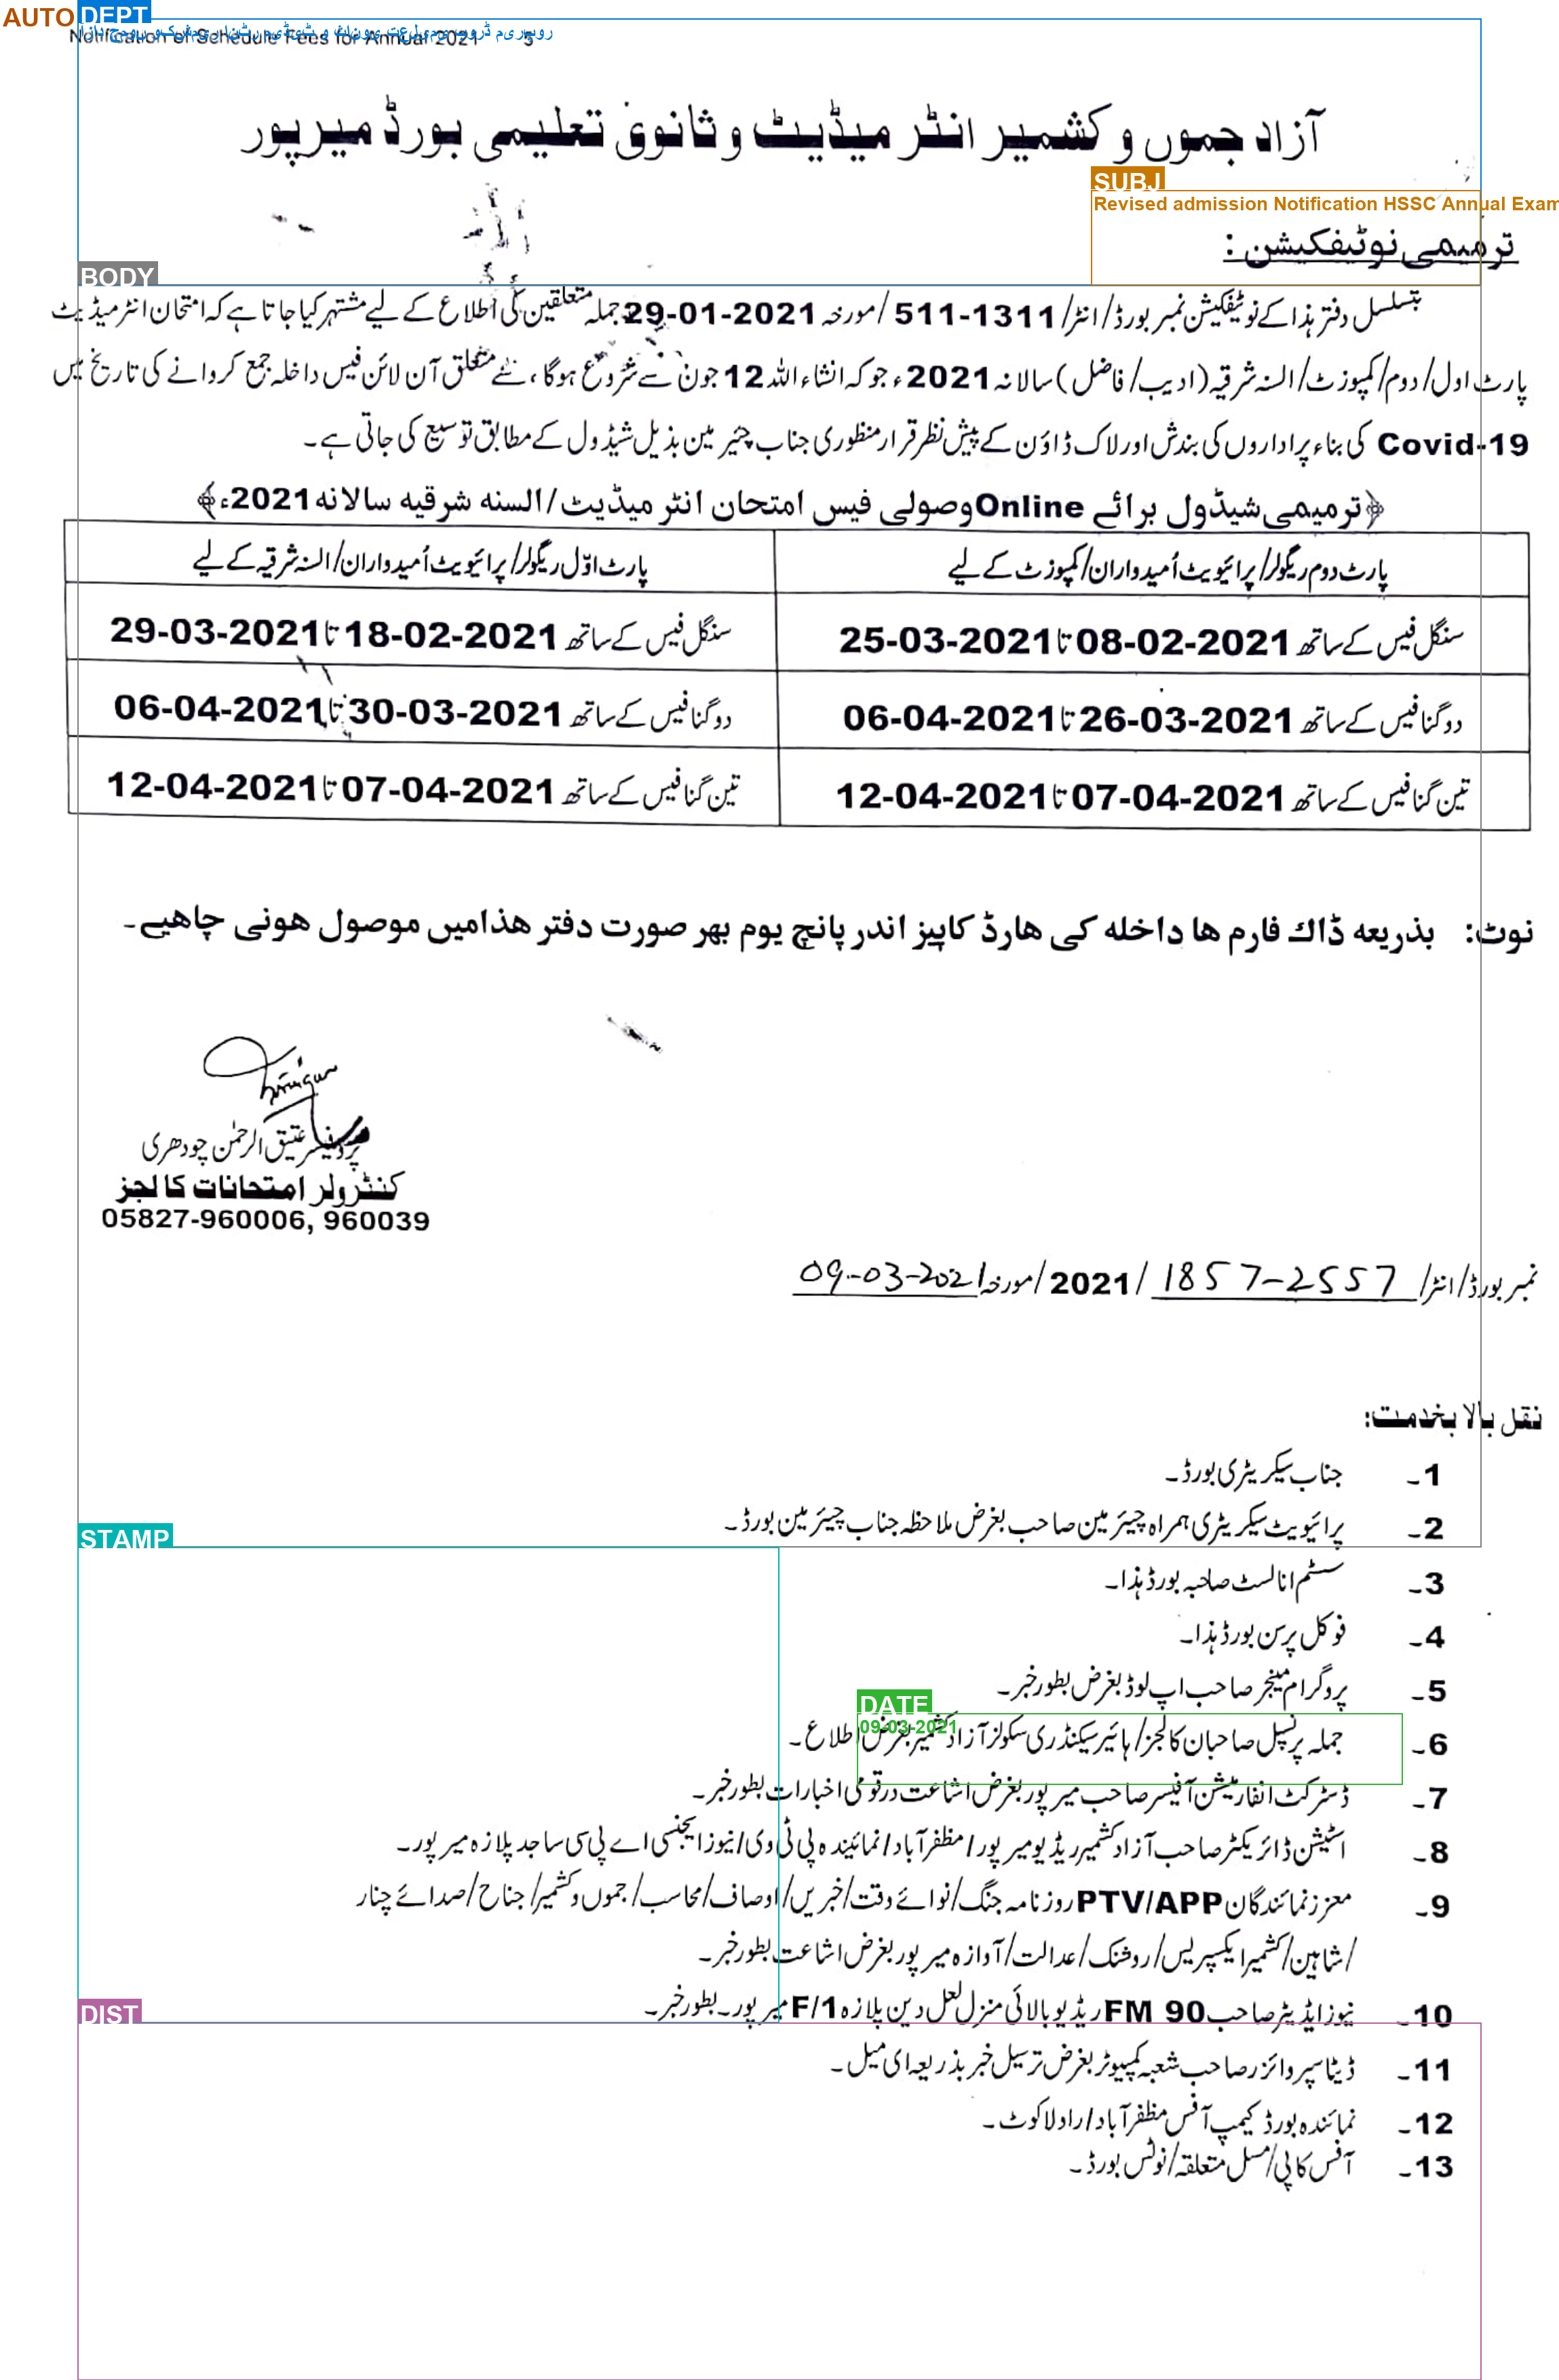 AUTO
DEPT
Notification of Schedule Fees for Annual 2021 3
آزاد جموں و کشمیر انٹر میڈیٹ و ثانوی تعلیمی بورڈ میرپور
SUBJ
Revised admission Notification HSSC Annual Exam
ترمیمی نوٹیفکیشن :
BODY
بتسلسل دفتر ہذا کے نوٹیفکیشن نمبر بورڈ/انٹر/511-1311 /مورخہ 29-01-2021 جملہ متعلقین کی اطلاع کے لیے مشتہر کیا جاتا ہے کہ امتحان انٹرمیڈیٹ
پارٹ اول/دوم/کمپوزٹ/السنہ شرقیہ (ادیب/فاضل) سالانہ 2021ء جو کہ انشاء اللہ 12 جون سے شروع ہوگا، نئے متعلق آن لائن فیس داخلہ جمع کروانے کی تاریخ میں
Covid-19 کی بناء پر اداروں کی بندش اور لاک ڈاؤن کے پیش نظر قرار منظوری جناب چیئر مین بذیل شیڈول کے مطابق توسیع کی جاتی ہے۔
﴿ترمیمی شیڈول برائے Online وصولی فیس امتحان انٹر میڈیٹ/السنہ شرقیہ سالانہ 2021ء﴾
پارٹ دوم ریگولر/پرائیویٹ اُمیدواران/کمپوزٹ کے لیے
پارٹ اوّل ریگولر/پرائیویٹ اُمیدواران/السنہ شرقیہ کے لیے
سنگل فیس کے ساتھ 08-02-2021 تا 25-03-2021
سنگل فیس کے ساتھ 18-02-2021 تا 29-03-2021
دوگنا فیس کے ساتھ 26-03-2021 تا 06-04-2021
دوگنا فیس کے ساتھ 30-03-2021 تا 06-04-2021
تین گنا فیس کے ساتھ 07-04-2021 تا 12-04-2021
تین گنا فیس کے ساتھ 07-04-2021 تا 12-04-2021
نوٹ: بذریعہ ڈاک فارم ہا داخلہ کی ہارڈ کاپیز اندر پانچ یوم بھر صورت دفتر ھذا میں موصول ہونی چاہیے۔
پروفیسر عتیق الرحمٰن چودھری
کنٹرولر امتحانات کالجز
05827-960006, 960039
نمبر بورڈ/انٹر/ 1857-2557 /2021/مورخہ 09-03-2021
نقل بالا بخدمت:
1۔ جناب سیکریٹری بورڈ۔
2۔ پرائیویٹ سیکریٹری ہمراہ چیئرمین صاحب بغرض ملاحظہ جناب چیئرمین بورڈ۔
STAMP
3۔ سسٹم انالسٹ صاحبہ بورڈ ہذا۔
4۔ فوکل پرسن بورڈ ہذا۔
5۔ پروگرام مینجر صاحب اپ لوڈ بغرض بطور خبر۔
DATE
09-03-2021
6۔ جملہ پرنسپل صاحبان کالجز/ہائیر سیکنڈری سکولز آزاد کشمیر بغرض اطلاع۔
7۔ ڈسٹرکٹ انفارمیشن آفیسر صاحب میرپور بغرض اشاعت در قومی اخبارات بطور خبر۔
8۔ اسٹیشن ڈائریکٹر صاحب آزاد کشمیر ریڈیو میرپور/مظفرآباد/نمائیندہ پی ٹی وی/نیوز ایجنسی اے پی پی ساجد پلازہ میرپور۔
9۔ معزز نمائندگان PTV/APP روزنامہ جنگ/نوائے وقت/خبریں/اوصاف/محاسب/جموں و کشمیر/جناح/صدائے چنار
/شاہین/کشمیر ایکسپریس/روشنک/عدالت/آوازہ میرپور بغرض اشاعت بطور خبر۔
10۔ نیوز ایڈیٹر صاحب FM 90 ریڈیو بالائی منزل لعل دین پلازہ F/1 میرپور۔ بطور خبر۔
DIST
11۔ ڈیٹا سپروائزر صاحب شعبہ کمپیوٹر بغرض ترسیل خبر بذریعہ ای میل۔
12۔ نمائندہ بورڈ کیمپ آفس مظفرآباد/راولاکوٹ۔
13۔ آفس کاپی/مسل متعلقہ/نوٹس بورڈ۔